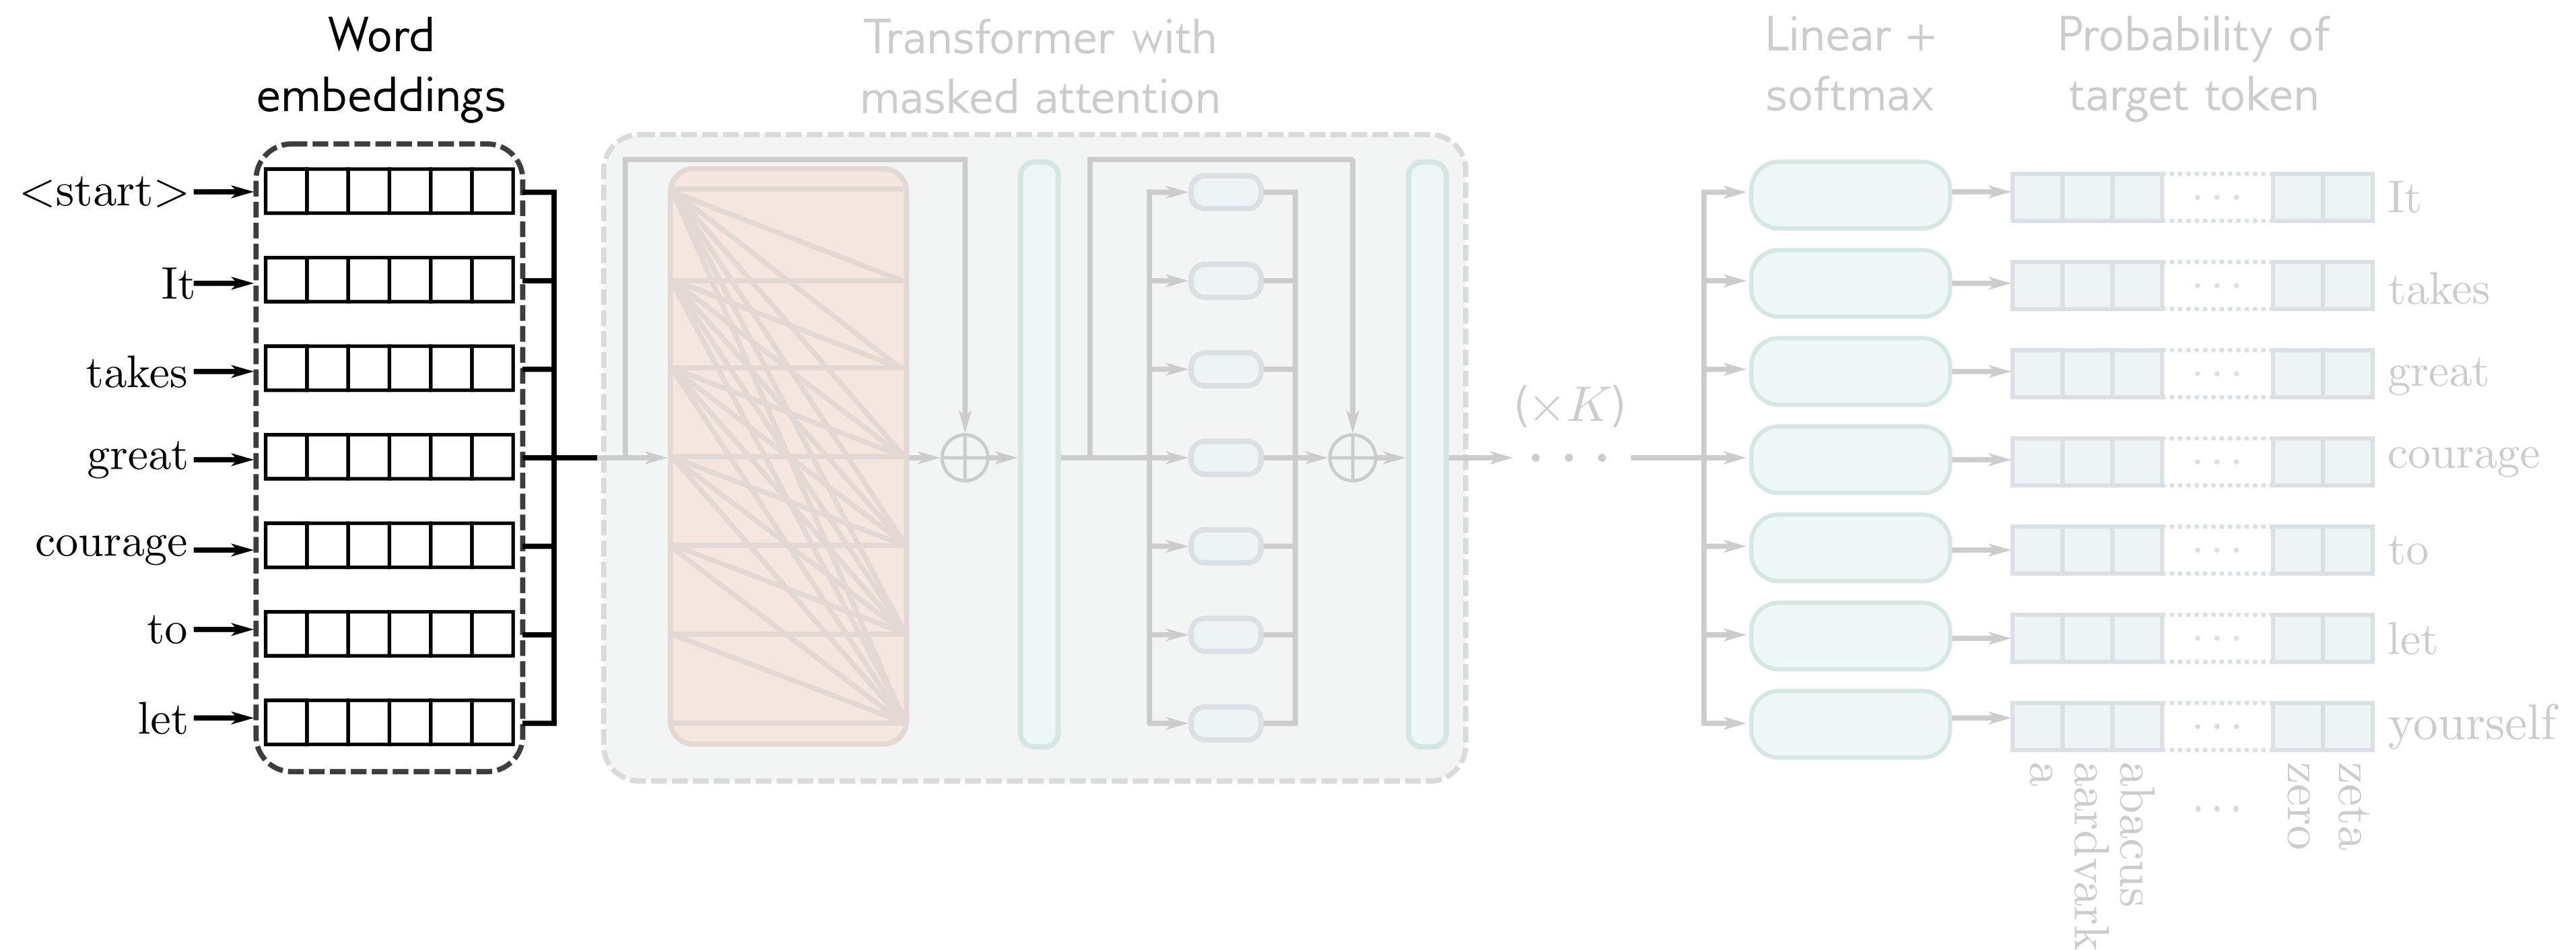 Word
embeddings
Transformer with
masked attention
Linear +
softmax
Probability of
target token
<start>
It
takes
great
courage
to
let
(×K)
. . .
It
takes
great
courage
to
let
yourself
. . .
. . .
. . .
. . .
. . .
. . .
. . .
a
aardvark
abacus
. . .
zero
zeta